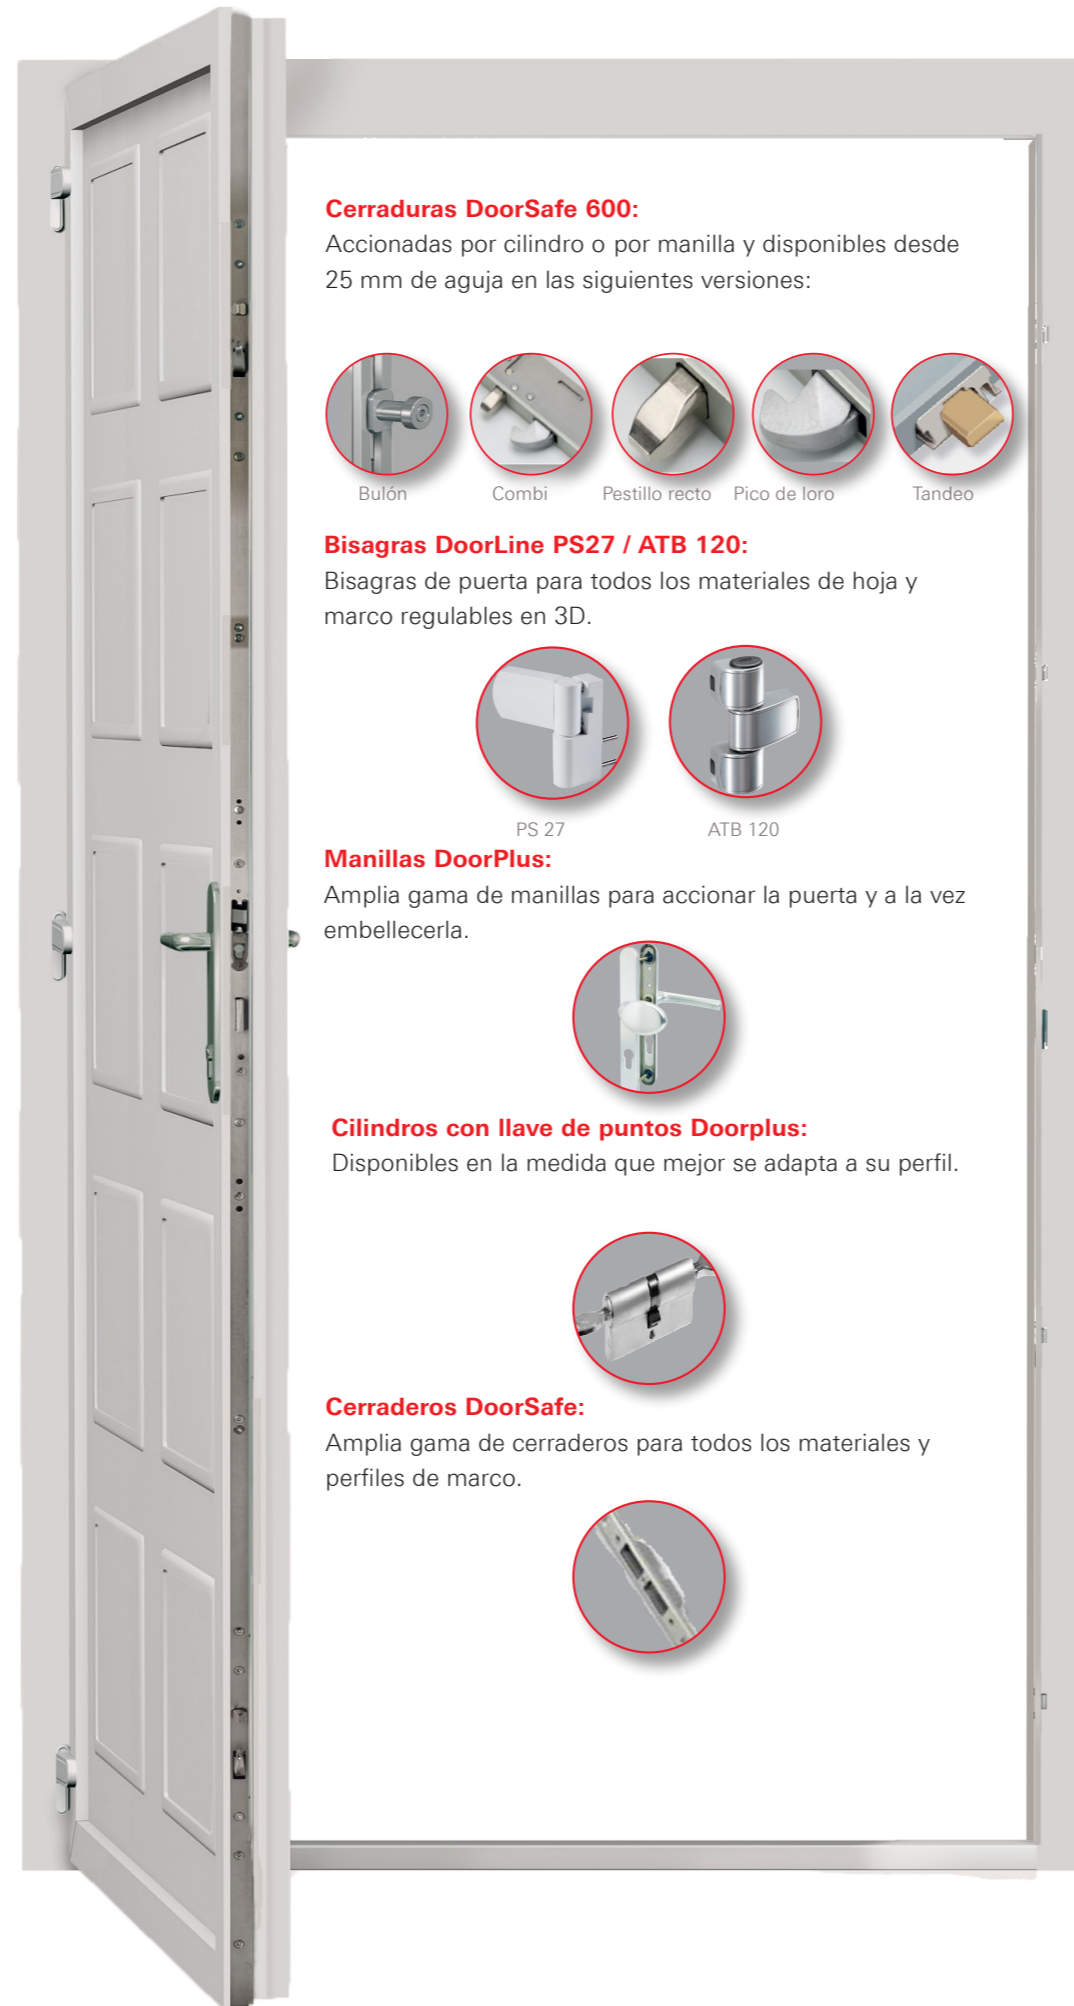 Cerraduras DoorSafe 600:
Accionadas por cilindro o por manilla y disponibles desde
25 mm de aguja en las siguientes versiones:
Bulón
Combi
Pestillo recto
Pico de loro
Tandeo
Bisagras DoorLine PS27 / ATB 120:
Bisagras de puerta para todos los materiales de hoja y
marco regulables en 3D.
PS 27
ATB 120
Manillas DoorPlus:
Amplia gama de manillas para accionar la puerta y a la vez
embellecerla.
Cilindros con llave de puntos Doorplus:
Disponibles en la medida que mejor se adapta a su perfil.
Cerraderos DoorSafe:
Amplia gama de cerraderos para todos los materiales y
perfiles de marco.